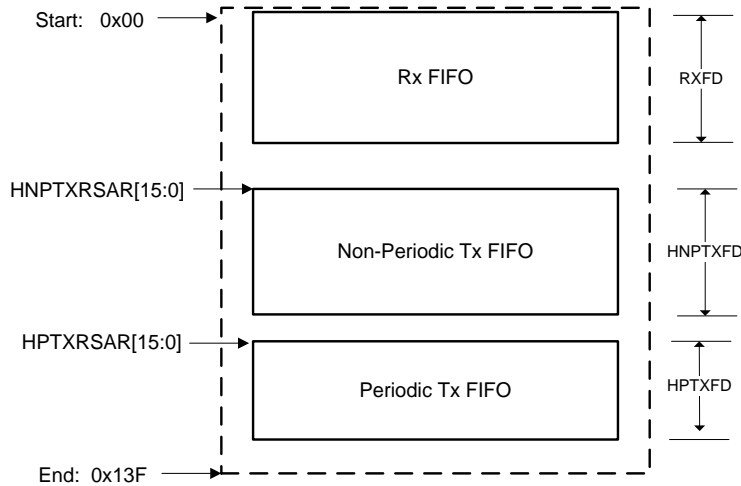 Start: 0x00
Rx FIFO
RXFD
HNPTXRSAR[15:0]
Non-Periodic Tx FIFO
HNPTXFD
HPTXRSAR[15:0]
Periodic Tx FIFO
HPTXFD
End: 0x13F